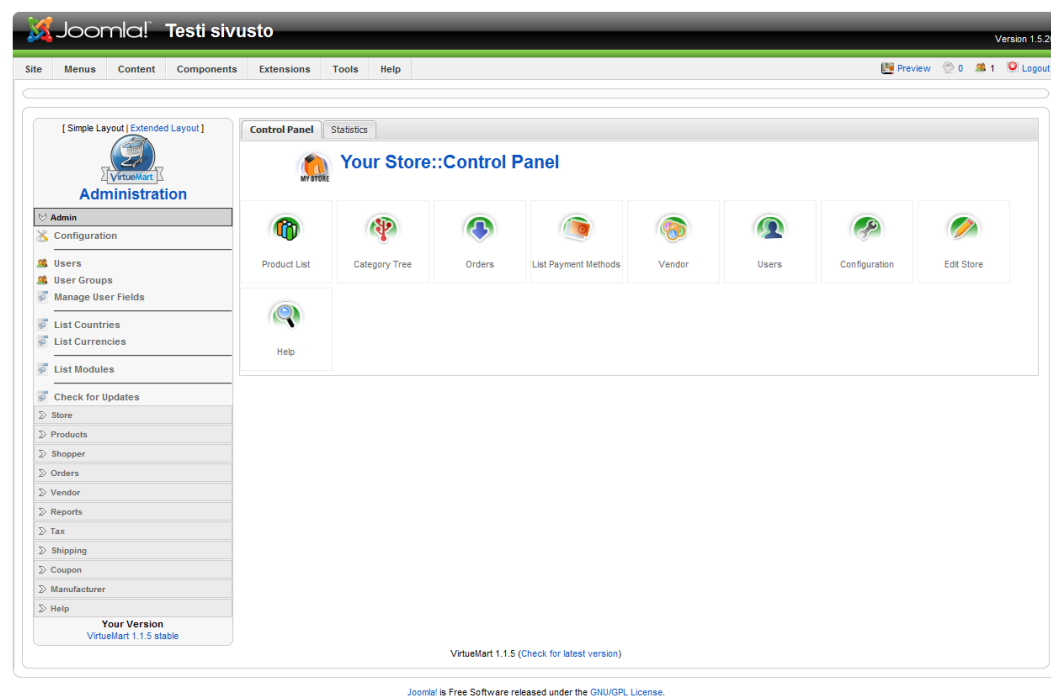 Joomla! Testi sivusto
Version 1.5.20
Site Menus Content Components Extensions Tools Help
Preview 0 1 Logout
[ Simple Layout | Extended Layout ]
VirtueMart
Administration
Admin
Configuration
Users
User Groups
Manage User Fields
List Countries
List Currencies
List Modules
Check for Updates
Store
Products
Shopper
Orders
Vendor
Reports
Tax
Shipping
Coupon
Manufacturer
Help
Your Version
VirtueMart 1.1.5 stable
Control Panel Statistics
MY STORE
Your Store::Control Panel
Product List
Category Tree
Orders
List Payment Methods
Vendor
Users
Configuration
Edit Store
Help
VirtueMart 1.1.5 (Check for latest version)
Joomla! is Free Software released under the GNU/GPL License.